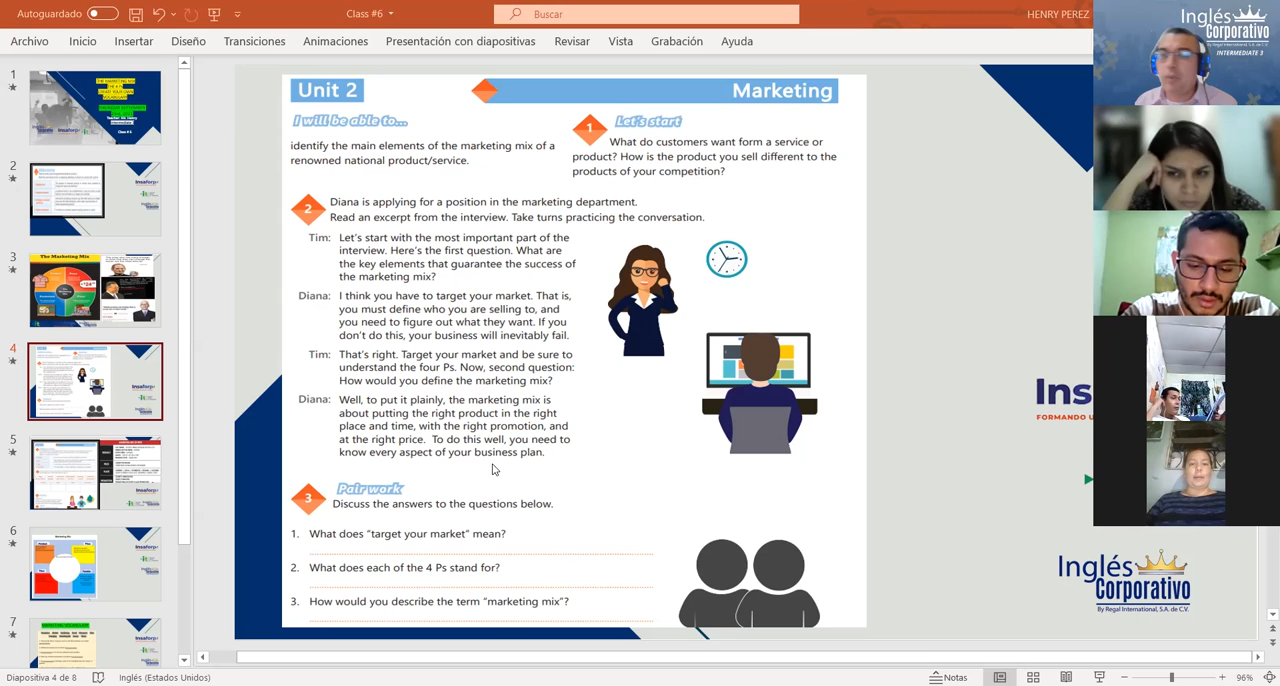 Autoguardado
Class #6
Buscar
HENRY PEREZ
Archivo
Inicio
Insertar
Diseño
Transiciones
Animaciones
Presentación con diapositivas
Revisar
Vista
Grabación
Ayuda
Inglés
Corporativo
By Regal International, S.A. de C.V.
INTERMEDIATE 3
1
2
3
The Marketing Mix
4
5
6
7
Unit 2
Marketing
I will be able to...
identify the main elements of the marketing mix of a
renowned national product/service.
1
Let's start
What do customers want form a service or
product? How is the product you sell different to the
products of your competition?
2
Diana is applying for a position in the marketing department.
Read an excerpt from the interview. Take turns practicing the conversation.
Tim: Let's start with the most important part of the
interview. Here's the first question. What are
the key elements that guarantee the success of
the marketing mix?
Diana: I think you have to target your market. That is,
you must define who you are selling to, and
you need to figure out what they want. If you
don't do this, your business will inevitably fail.
Tim: That's right. Target your market and be sure to
understand the four Ps. Now, second question:
How would you define the marketing mix?
Diana: Well, to put it plainly, the marketing mix is
about putting the right product in the right
place and time, with the right promotion, and
at the right price. To do this well, you need to
know every aspect of your business plan.
3
Pair work
Discuss the answers to the questions below.
1. What does “target your market” mean?
2. What does each of the 4 Ps stand for?
3. How would you describe the term “marketing mix”?
Ins
FORMANDO U
Inglés
Corporativo
By Regal International, S.A. de C.V.
Diapositiva 4 de 8
Inglés (Estados Unidos)
Notas
96%